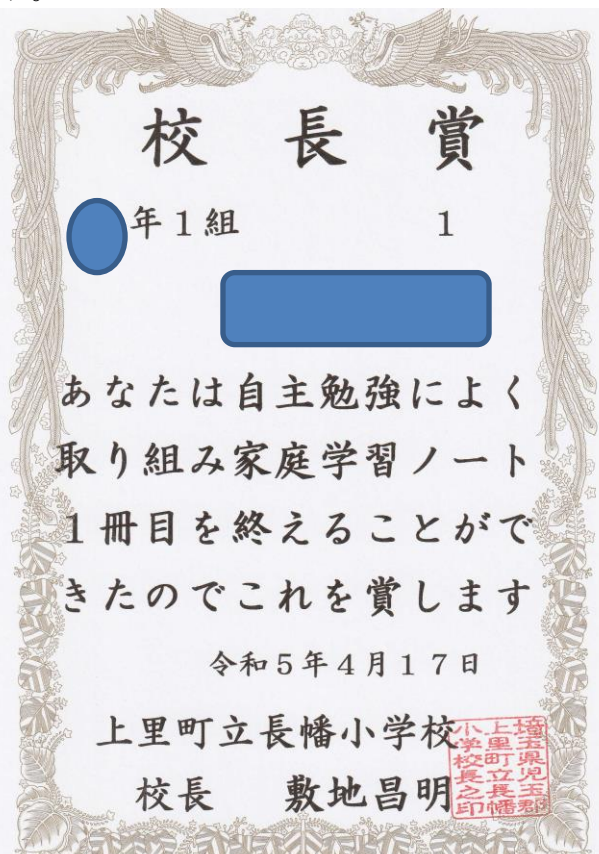 校長賞
年1組 1
あなたは自主勉強によく
取り組み家庭学習ノート
1冊目を終えることがで
きたのでこれを賞します
令和5年4月17日
上里町立長幡小学校
校長 敷地昌明
埼玉県児玉郡
上里町立長幡
小学校長之印